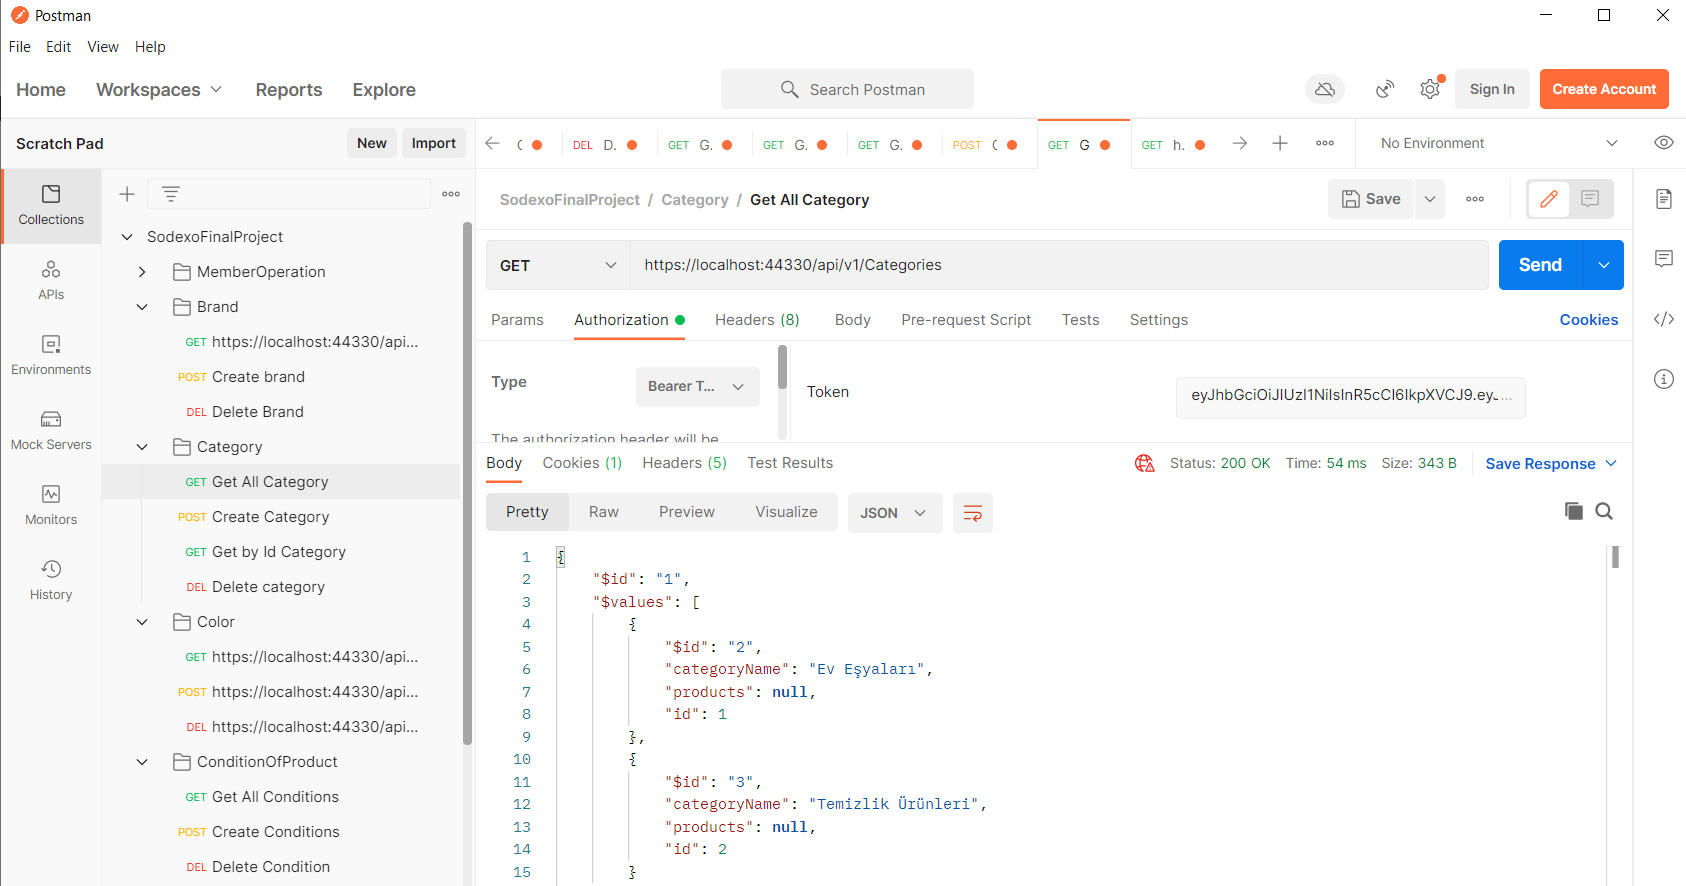 Postman
File Edit View Help
Home Workspaces Reports Explore Search Postman Sign In Create Account
Scratch Pad New Import
DEL D. GET G. GET G. GET G. POST GET G GET h. No Environment
Collections
APIs
Environments
Mock Servers
Monitors
History
SodexoFinalProject
MemberOperation
Brand
GET https://localhost:44330/api...
POST Create brand
DEL Delete Brand
Category
GET Get All Category
POST Create Category
GET Get by Id Category
DEL Delete category
Color
GET https://localhost:44330/api...
POST https://localhost:44330/api...
DEL https://localhost:44330/api...
ConditionOfProduct
GET Get All Conditions
POST Create Conditions
DEL Delete Condition
SodexoFinalProject / Category / Get All Category Save
GET https://localhost:44330/api/v1/Categories Send
Params Authorization Headers (8) Body Pre-request Script Tests Settings Cookies
Type Bearer T...
The authorization header will be
Token
Body Cookies (1) Headers (5) Test Results Status: 200 OK Time: 54 ms Size: 343 B Save Response
Pretty Raw Preview Visualize JSON
1 {
2 "$id": "1",
3 "$values": [
4 {
5 "$id": "2",
6 "categoryName": "Ev Eşyaları",
7 "products": null,
8 "id": 1
9 },
10 {
11 "$id": "3",
12 "categoryName": "Temizlik Ürünleri",
13 "products": null,
14 "id": 2
15 }